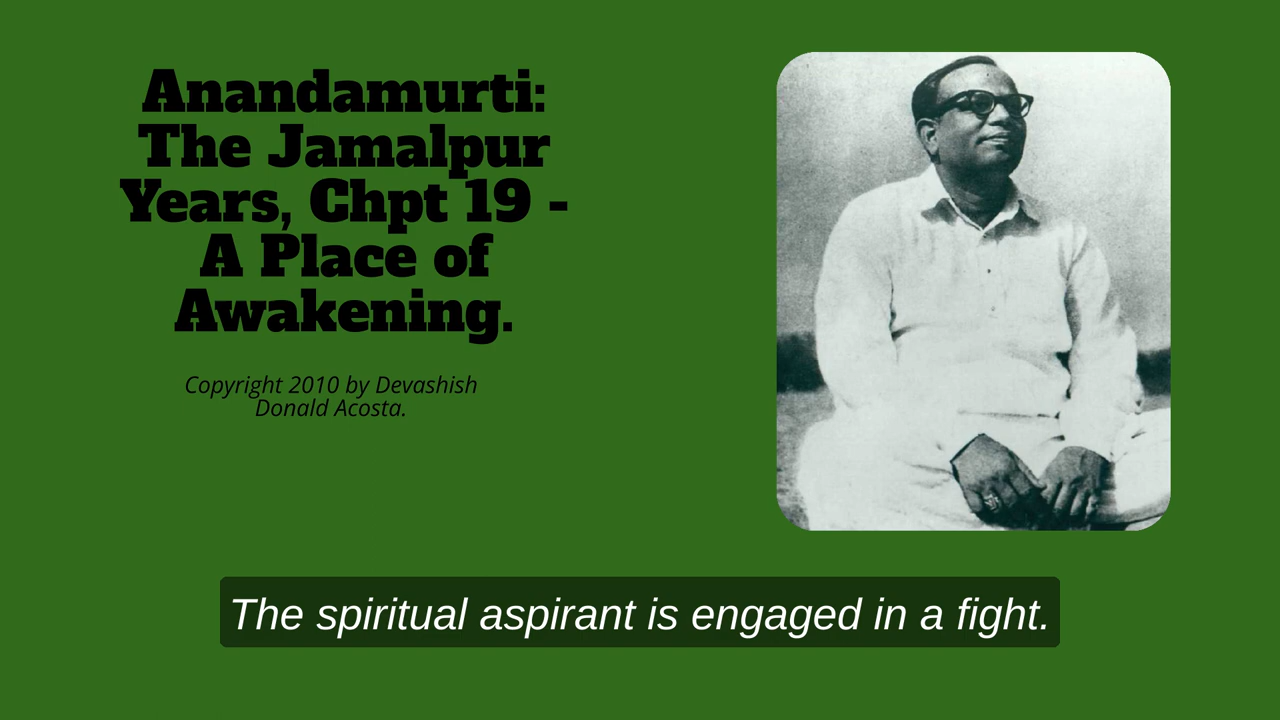 Anandamurti:
The Jamalpur
Years, Chpt 19 -
A Place of
Awakening.
Copyright 2010 by Devashish
Donald Acosta.
The spiritual aspirant is engaged in a fight.